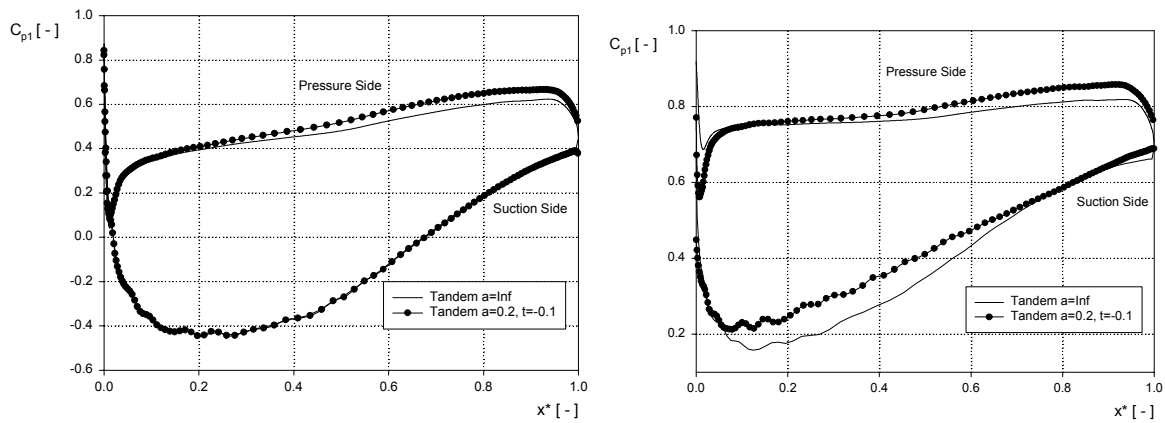 C_p1 [ - ]
1.0
0.8
0.6
0.4
0.2
0.0
-0.2
-0.4
-0.6
Pressure Side
Suction Side
Tandem a=Inf
Tandem a=0.2, t=-0.1
0.0 0.2 0.4 0.6 0.8 1.0
x* [ - ]
C_p1 [ - ]
1.0
0.8
0.6
0.4
0.2
Pressure Side
Suction Side
Tandem a=Inf
Tandem a=0.2, t=-0.1
0.0 0.2 0.4 0.6 0.8 1.0
x* [ - ]